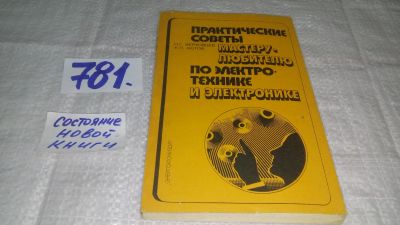 781.
Состояние
новой
книги
ПРАКТИЧЕСКИЕ
СОВЕТЫ
МАСТЕРУ-
ЛЮБИТЕЛЮ
ПО ЭЛЕКТРО-
ТЕХНИКЕ
И ЭЛЕКТРОНИКЕ